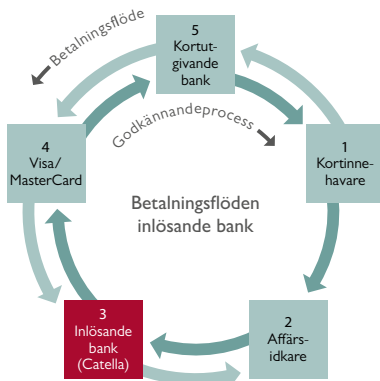 Betalningsflöde
5
Kortut-
givande
bank
Godkännandeprocess
4
Visa/
MasterCard
1
Kortinne-
havare
Betalningsflöden
inlösande bank
3
Inlösande
bank
(Catella)
2
Affärs-
idkare